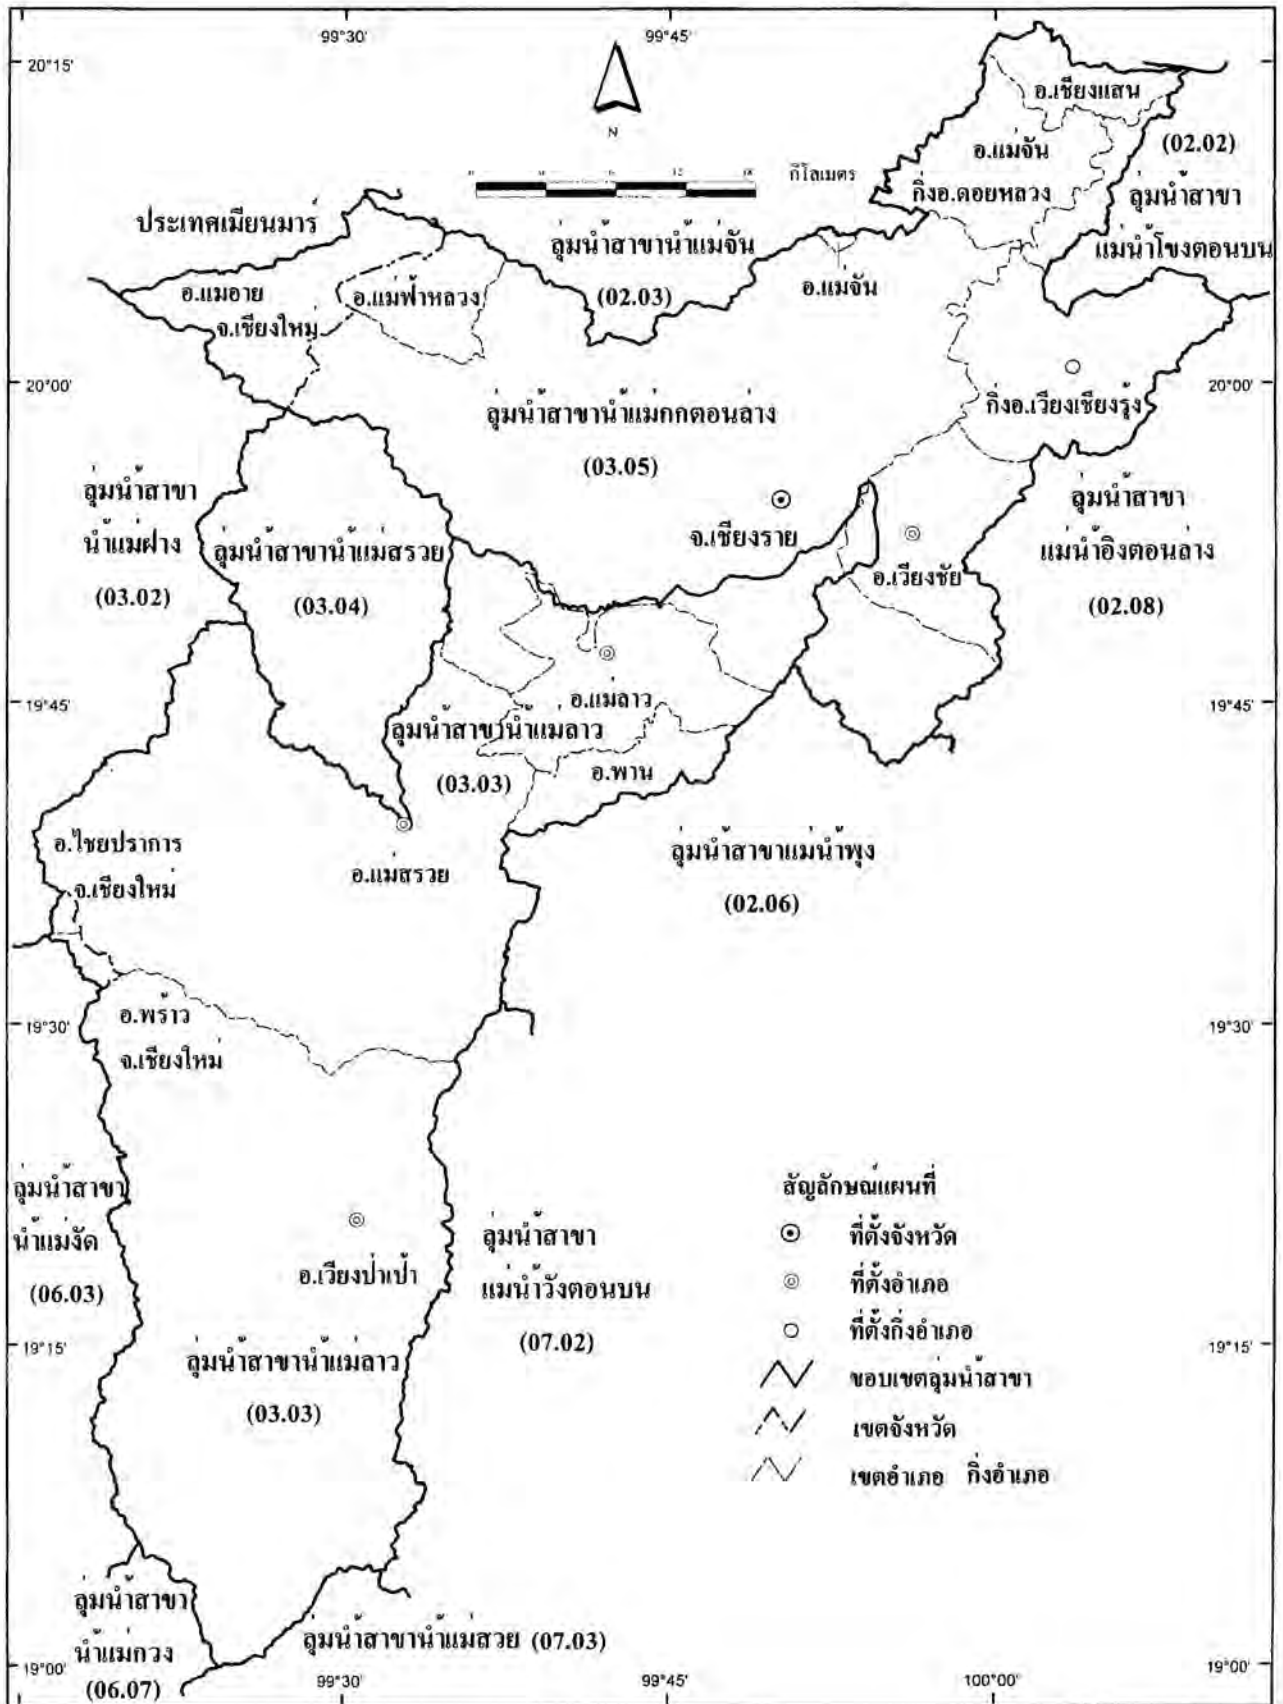 99°30'
99°45'
100°00'
20°15'
N
กิโลเมตร
อ.เชียงแสน
(02.02)
อ.แม่จัน
กิ่งอ.ดอยหลวง
ลุ่มน้ำสาขา
แม่น้ำโขงตอนบน
ประเทศเมียนมาร์
ลุ่มน้ำสาขาน้ำแม่จัน
(02.03)
อ.แม่จัน
อ.แม่อาย
จ.เชียงใหม่
อ.แม่ฟ้าหลวง
20°00'
20°00'
ลุ่มน้ำสาขาน้ำแม่กกตอนล่าง
(03.05)
กิ่งอ.เวียงเชียงรุ้ง
ลุ่มน้ำสาขา
น้ำแม่ฝาง
(03.02)
ลุ่มน้ำสาขาน้ำแม่สรวย
(03.04)
จ.เชียงราย
อ.เวียงชัย
ลุ่มน้ำสาขา
แม่น้ำอิงตอนล่าง
(02.08)
19°45'
19°45'
อ.แม่ลาว
ลุ่มน้ำสาขาน้ำแม่ลาว
(03.03)
อ.พาน
อ.ไชยปราการ
จ.เชียงใหม่
อ.แม่สรวย
ลุ่มน้ำสาขาแม่น้ำพุง
(02.06)
19°30'
19°30'
อ.พร้าว
จ.เชียงใหม่
ลุ่มน้ำสาขา
น้ำแม่งัด
(06.03)
อ.เวียงป่าเป้า
ลุ่มน้ำสาขา
แม่น้ำวังตอนบน
(07.02)
สัญลักษณ์แผนที่
ที่ตั้งจังหวัด
ที่ตั้งอำเภอ
ที่ตั้งกิ่งอำเภอ
ขอบเขตลุ่มน้ำสาขา
เขตจังหวัด
เขตอำเภอ กิ่งอำเภอ
19°15'
19°15'
ลุ่มน้ำสาขาน้ำแม่ลาว
(03.03)
ลุ่มน้ำสาขา
น้ำแม่กวง
(06.07)
ลุ่มน้ำสาขาน้ำแม่สวย (07.03)
19°00'
19°00'
99°30'
99°45'
100°00'